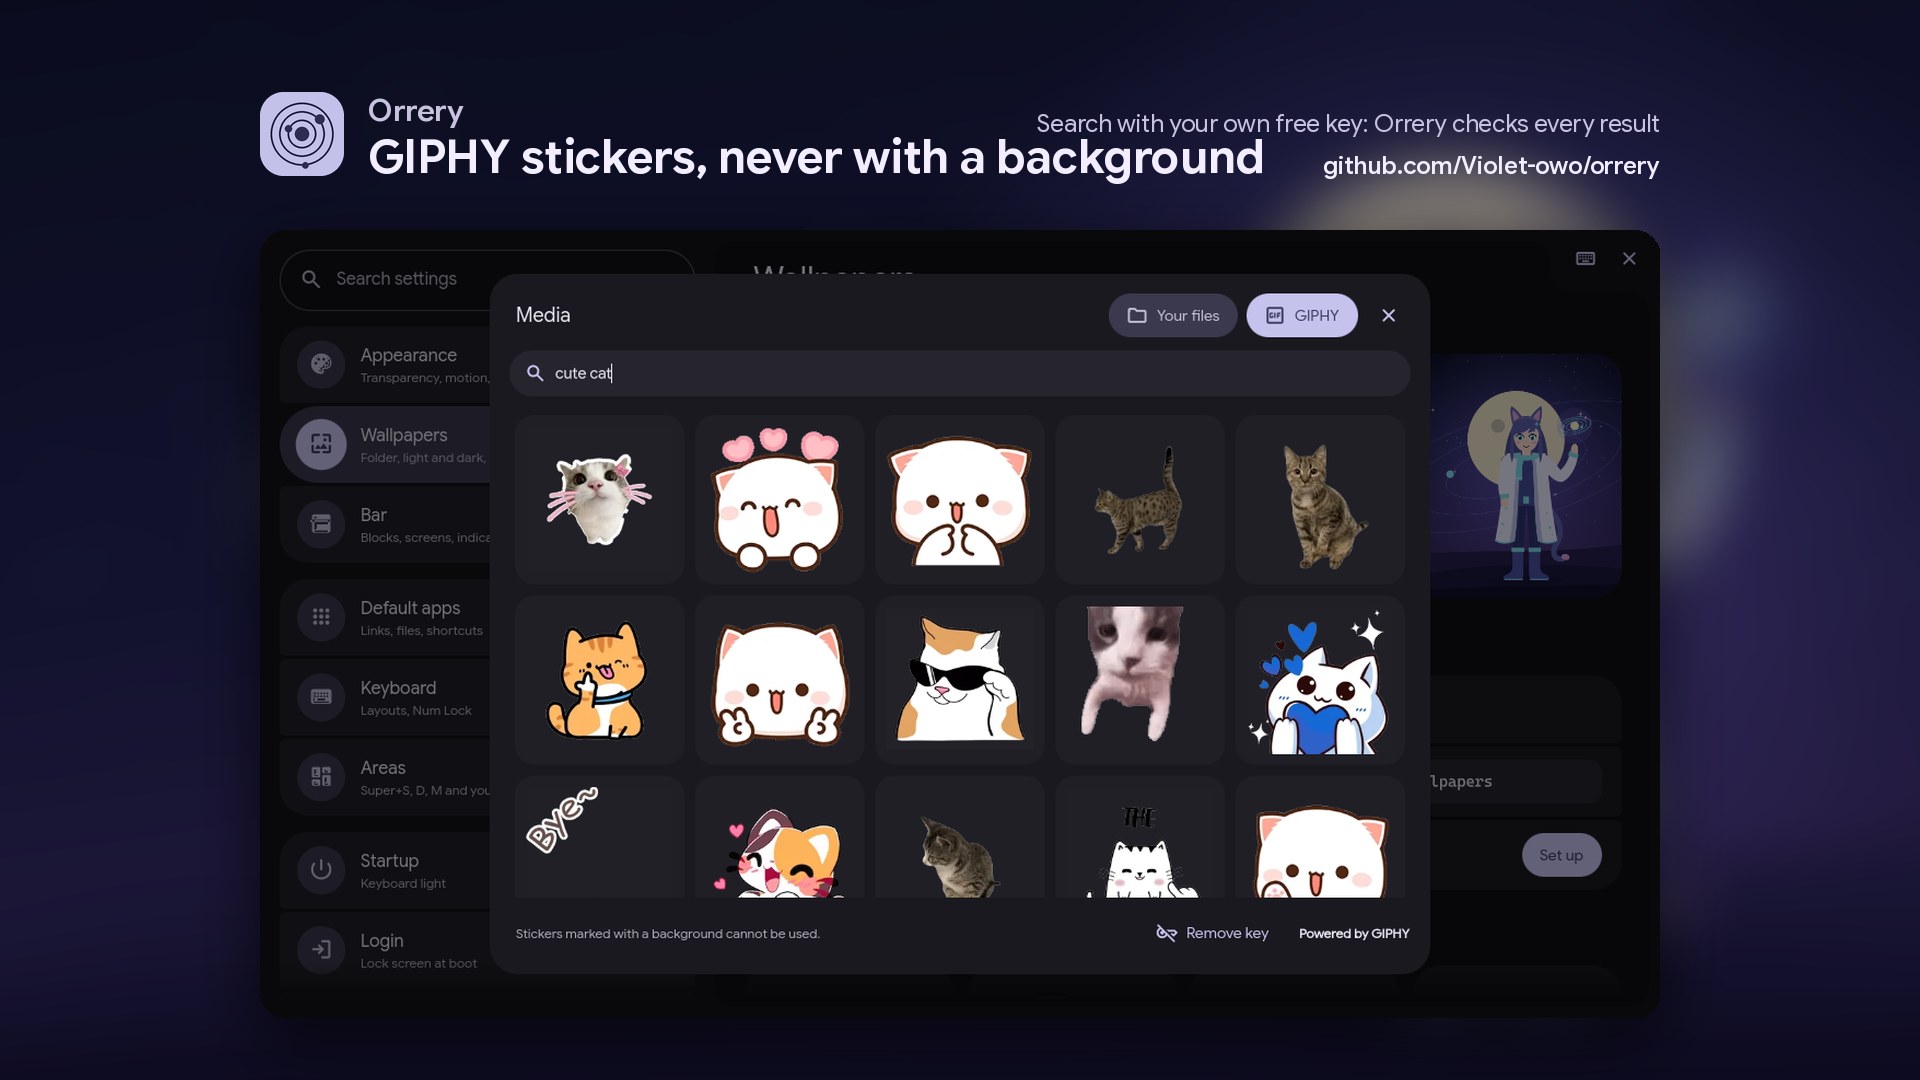 Orrery
GIPHY stickers, never with a background
Search with your own free key: Orrery checks every result
github.com/Violet-owo/orrery
Search settings
Appearance
Transparency, motion,
Wallpapers
Folder, light and dark,
Bar
Blocks, screens, indica
Default apps
Links, files, shortcuts
Keyboard
Layouts, Num Lock
Areas
Super+S, D, M and you
Startup
Keyboard light
Login
Lock screen at boot
Wallpapers
Media
Your files
GIF
GIPHY
cute cat
Bye~
THE
Stickers marked with a background cannot be used.
Remove key
Powered by GIPHY
lpapers
Set up